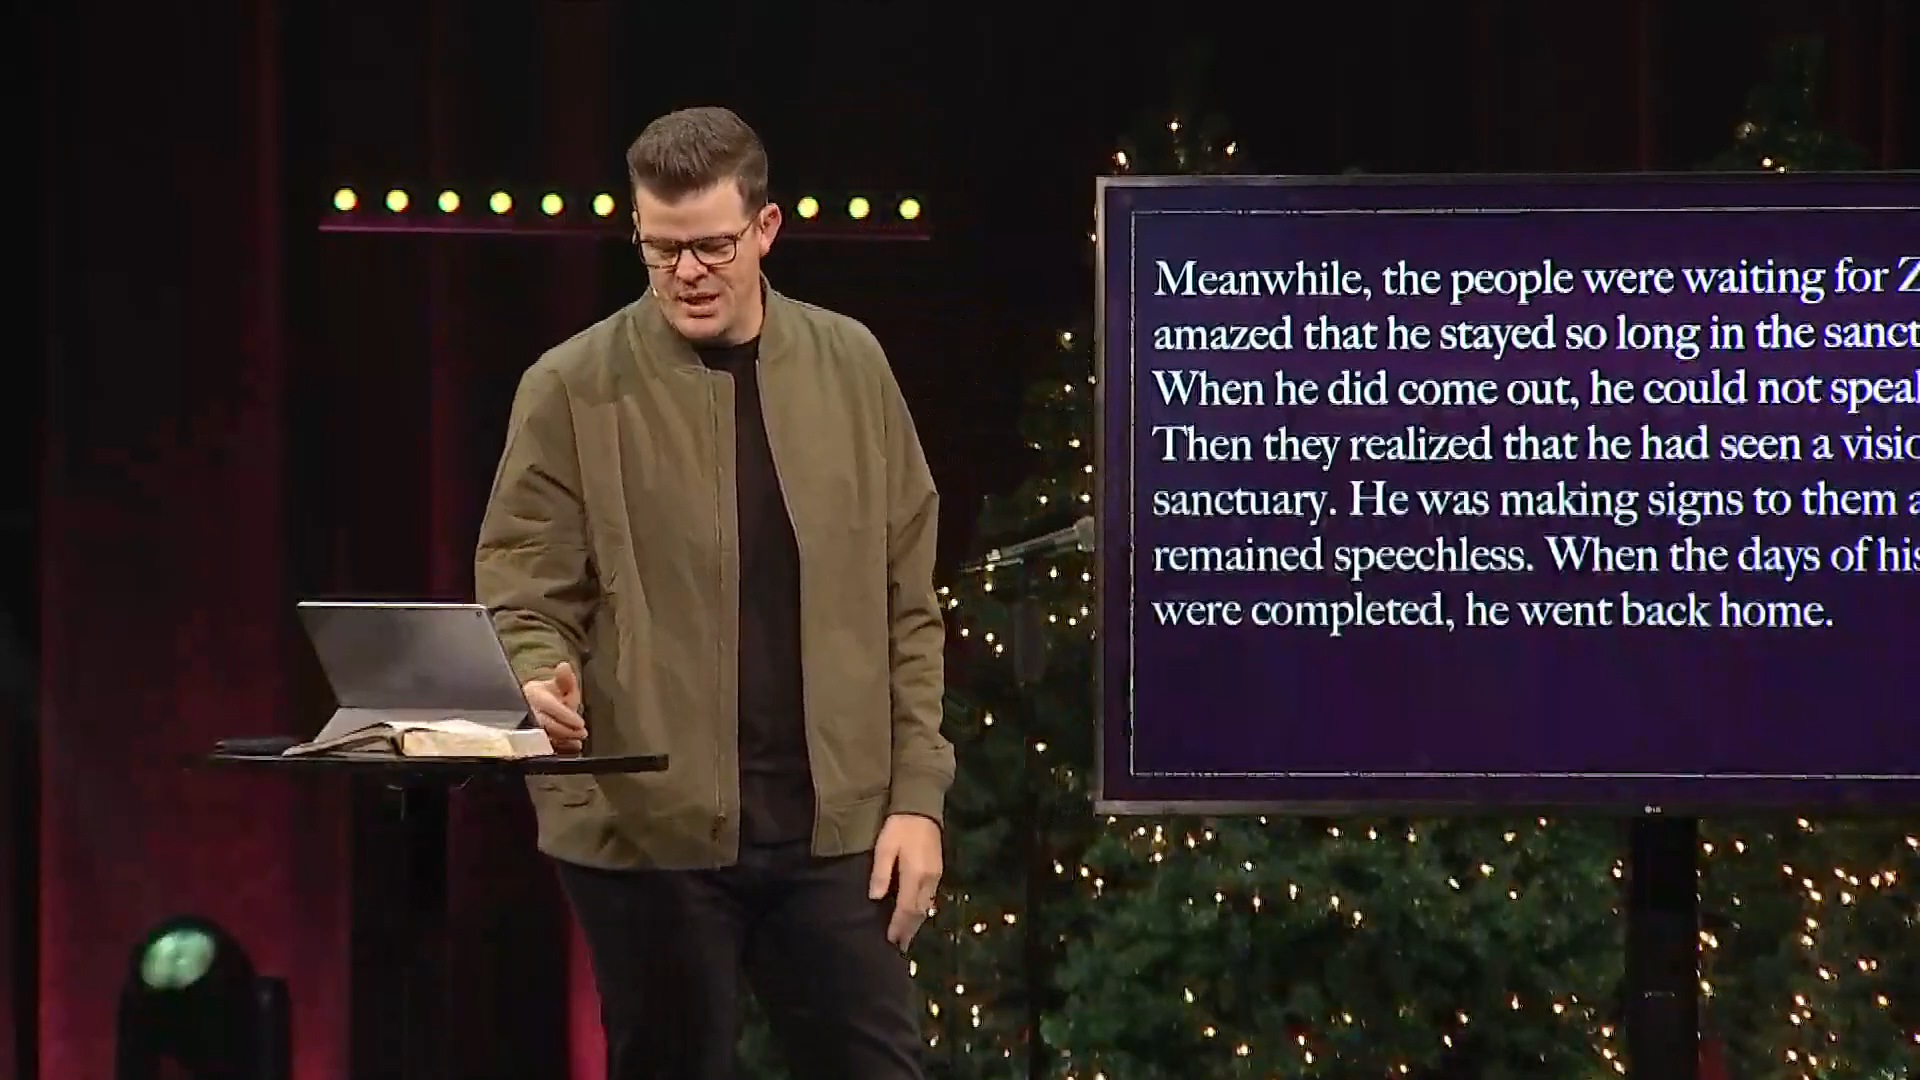 Meanwhile, the people were waiting for Z
amazed that he stayed so long in the sanct
When he did come out, he could not speak
Then they realized that he had seen a visio
sanctuary. He was making signs to them a
remained speechless. When the days of his
were completed, he went back home.
LG